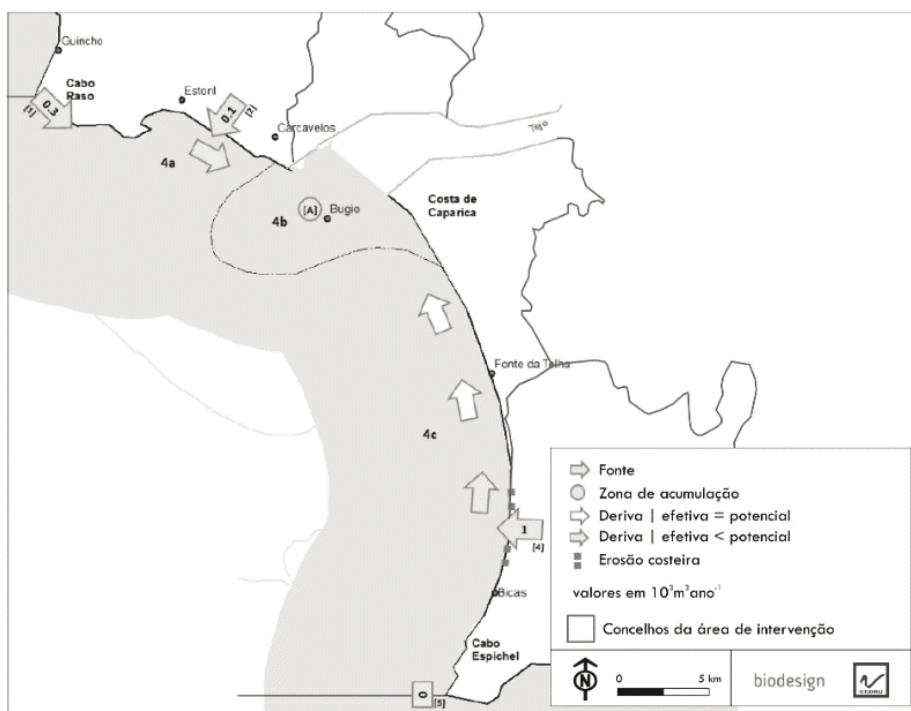 Guincho
Cabo
Raso
Estoril
0.3
[1]
0.1
[2]
Carcavelos
Tejo
4a
4b
[A]
Bugio
Costa de
Caparica
Fonte da Telha
4c
1
[4]
Bicas
Cabo
Espichel
0
[5]
Fonte
Zona de acumulação
Deriva | efetiva = potencial
Deriva | efetiva < potencial
Erosão costeira
valores em 10³m³ano⁻¹
Concelhos da área de intervenção
N
0
5 km
biodesign
CEDRU